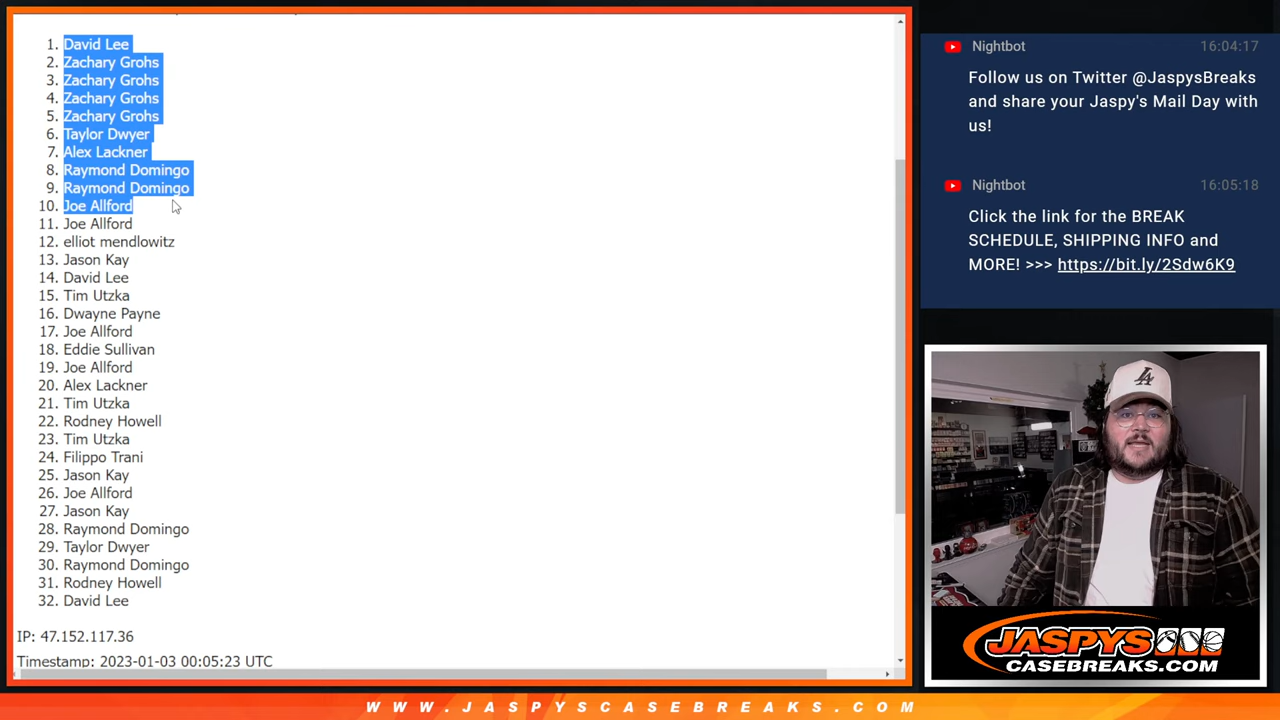 1. David Lee
2. Zachary Grohs
3. Zachary Grohs
4. Zachary Grohs
5. Zachary Grohs
6. Taylor Dwyer
7. Alex Lackner
8. Raymond Domingo
9. Raymond Domingo
10. Joe Allford
11. Joe Allford
12. elliot mendlowitz
13. Jason Kay
14. David Lee
15. Tim Utzka
16. Dwayne Payne
17. Joe Allford
18. Eddie Sullivan
19. Joe Allford
20. Alex Lackner
21. Tim Utzka
22. Rodney Howell
23. Tim Utzka
24. Filippo Trani
25. Jason Kay
26. Joe Allford
27. Jason Kay
28. Raymond Domingo
29. Taylor Dwyer
30. Raymond Domingo
31. Rodney Howell
32. David Lee
IP: 47.152.117.36
Timestamp: 2023-01-03 00:05:23 UTC
Nightbot 16:04:17
Follow us on Twitter @JaspysBreaks
and share your Jaspy's Mail Day with
us!
Nightbot 16:05:18
Click the link for the BREAK
SCHEDULE, SHIPPING INFO and
MORE! >>> https://bit.ly/2Sdw6K9
LA
JASPYS
CASEBREAKS.COM
WWW.JASPYSCASEBREAKS.COM